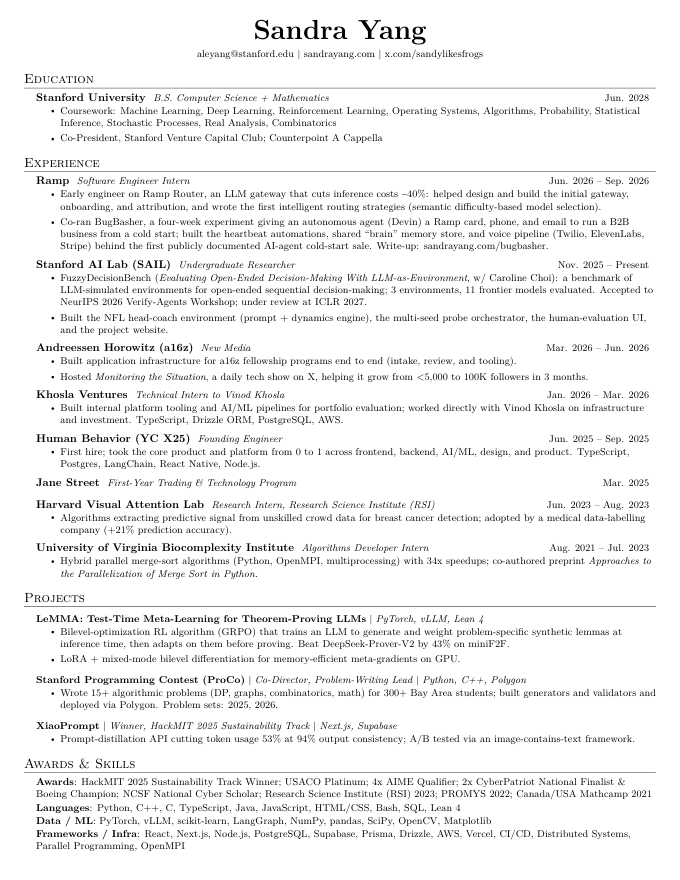 Sandra Yang
aleyang@stanford.edu | sandrayang.com | x.com/sandylikesfrogs
Education
Stanford University B.S. Computer Science + Mathematics Jun. 2028
• Coursework: Machine Learning, Deep Learning, Reinforcement Learning, Operating Systems, Algorithms, Probability, Statistical
Inference, Stochastic Processes, Real Analysis, Combinatorics
• Co-President, Stanford Venture Capital Club; Counterpoint A Cappella
Experience
Ramp Software Engineer Intern Jun. 2026 – Sep. 2026
• Early engineer on Ramp Router, an LLM gateway that cuts inference costs ~40%: helped design and build the initial gateway,
onboarding, and attribution, and wrote the first intelligent routing strategies (semantic difficulty-based model selection).
• Co-ran BugBasher, a four-week experiment giving an autonomous agent (Devin) a Ramp card, phone, and email to run a B2B
business from a cold start; built the heartbeat automations, shared “brain” memory store, and voice pipeline (Twilio, ElevenLabs,
Stripe) behind the first publicly documented AI-agent cold-start sale. Write-up: sandrayang.com/bugbasher.
Stanford AI Lab (SAIL) Undergraduate Researcher Nov. 2025 – Present
• FuzzyDecisionBench (Evaluating Open-Ended Decision-Making With LLM-as-Environment, w/ Caroline Choi): a benchmark of
LLM-simulated environments for open-ended sequential decision-making; 3 environments, 11 frontier models evaluated. Accepted to
NeurIPS 2026 Verify-Agents Workshop; under review at ICLR 2027.
• Built the NFL head-coach environment (prompt + dynamics engine), the multi-seed probe orchestrator, the human-evaluation UI,
and the project website.
Andreessen Horowitz (a16z) New Media Mar. 2026 – Jun. 2026
• Built application infrastructure for a16z fellowship programs end to end (intake, review, and tooling).
• Hosted Monitoring the Situation, a daily tech show on X, helping it grow from <5,000 to 100K followers in 3 months.
Khosla Ventures Technical Intern to Vinod Khosla Jan. 2026 – Mar. 2026
• Built internal platform tooling and AI/ML pipelines for portfolio evaluation; worked directly with Vinod Khosla on infrastructure
and investment. TypeScript, Drizzle ORM, PostgreSQL, AWS.
Human Behavior (YC X25) Founding Engineer Jun. 2025 – Sep. 2025
• First hire; took the core product and platform from 0 to 1 across frontend, backend, AI/ML, design, and product. TypeScript,
Postgres, LangChain, React Native, Node.js.
Jane Street First-Year Trading & Technology Program Mar. 2025
Harvard Visual Attention Lab Research Intern, Research Science Institute (RSI) Jun. 2023 – Aug. 2023
• Algorithms extracting predictive signal from unskilled crowd data for breast cancer detection; adopted by a medical data-labelling
company (+21% prediction accuracy).
University of Virginia Biocomplexity Institute Algorithms Developer Intern Aug. 2021 – Jul. 2023
• Hybrid parallel merge-sort algorithms (Python, OpenMPI, multiprocessing) with 34x speedups; co-authored preprint Approaches to
the Parallelization of Merge Sort in Python.
Projects
LeMMA: Test-Time Meta-Learning for Theorem-Proving LLMs | PyTorch, vLLM, Lean 4
• Bilevel-optimization RL algorithm (GRPO) that trains an LLM to generate and weight problem-specific synthetic lemmas at
inference time, then adapts on them before proving. Beat DeepSeek-Prover-V2 by 43% on miniF2F.
• LoRA + mixed-mode bilevel differentiation for memory-efficient meta-gradients on GPU.
Stanford Programming Contest (ProCo) | Co-Director, Problem-Writing Lead | Python, C++, Polygon
• Wrote 15+ algorithmic problems (DP, graphs, combinatorics, math) for 300+ Bay Area students; built generators and validators and
deployed via Polygon. Problem sets: 2025, 2026.
XiaoPrompt | Winner, HackMIT 2025 Sustainability Track | Next.js, Supabase
• Prompt-distillation API cutting token usage 53% at 94% output consistency; A/B tested via an image-contains-text framework.
Awards & Skills
Awards: HackMIT 2025 Sustainability Track Winner; USACO Platinum; 4x AIME Qualifier; 2x CyberPatriot National Finalist &
Boeing Champion; NCSF National Cyber Scholar; Research Science Institute (RSI) 2023; PROMYS 2022; Canada/USA Mathcamp 2021
Languages: Python, C++, C, TypeScript, Java, JavaScript, HTML/CSS, Bash, SQL, Lean 4
Data / ML: PyTorch, vLLM, scikit-learn, LangGraph, NumPy, pandas, SciPy, OpenCV, Matplotlib
Frameworks / Infra: React, Next.js, Node.js, PostgreSQL, Supabase, Prisma, Drizzle, AWS, Vercel, CI/CD, Distributed Systems,
Parallel Programming, OpenMPI